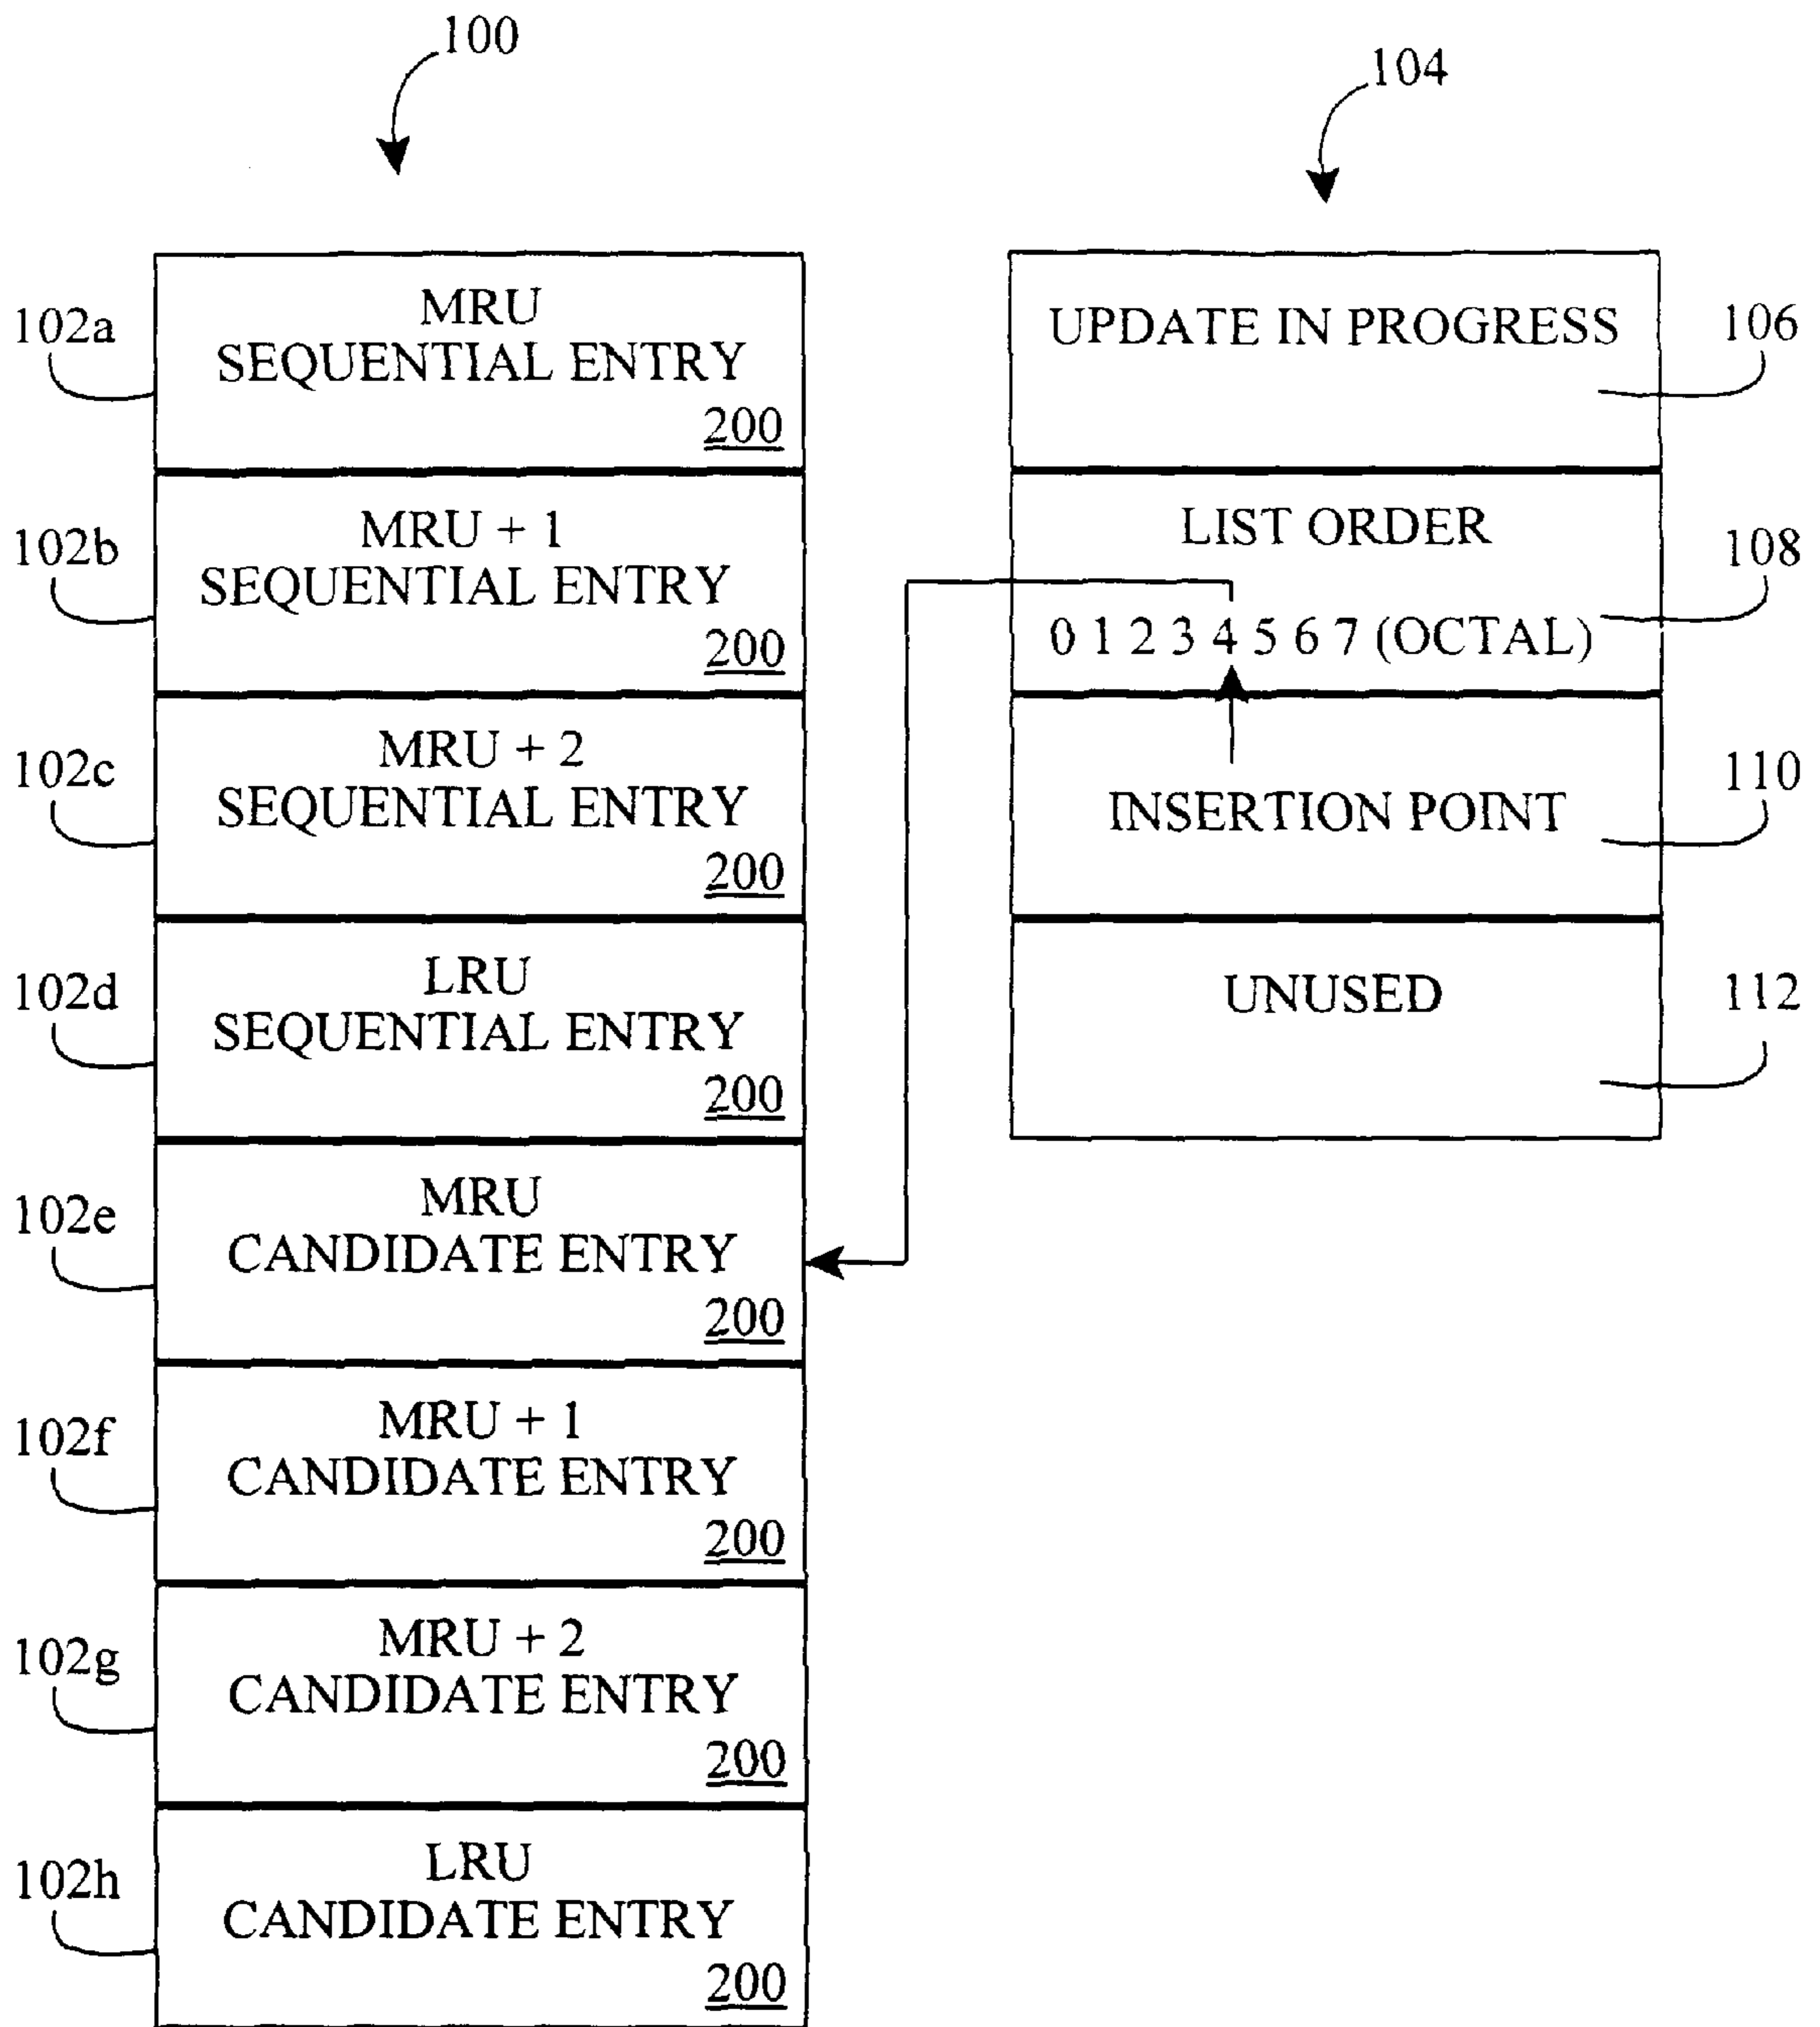 100
104
102a
MRU
SEQUENTIAL ENTRY
200
102b
MRU + 1
SEQUENTIAL ENTRY
200
102c
MRU + 2
SEQUENTIAL ENTRY
200
102d
LRU
SEQUENTIAL ENTRY
200
102e
MRU
CANDIDATE ENTRY
200
102f
MRU + 1
CANDIDATE ENTRY
200
102g
MRU + 2
CANDIDATE ENTRY
200
102h
LRU
CANDIDATE ENTRY
200
UPDATE IN PROGRESS
106
LIST ORDER
108
0 1 2 3 4 5 6 7 (OCTAL)
INSERTION POINT
110
UNUSED
112